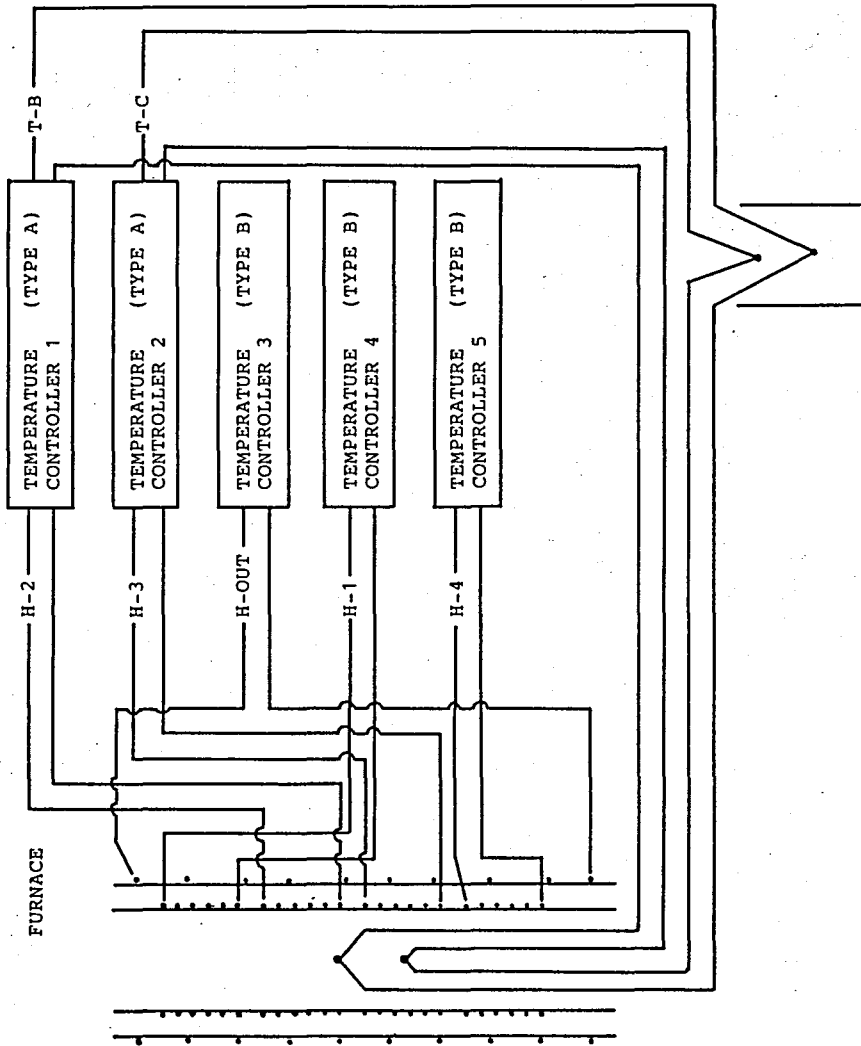 T-B
T-C
TEMPERATURE (TYPE A)
CONTROLLER 1
TEMPERATURE (TYPE A)
CONTROLLER 2
TEMPERATURE (TYPE B)
CONTROLLER 3
TEMPERATURE (TYPE B)
CONTROLLER 4
TEMPERATURE (TYPE B)
CONTROLLER 5
H-2
H-3
H-OUT
H-1
H-4
FURNACE